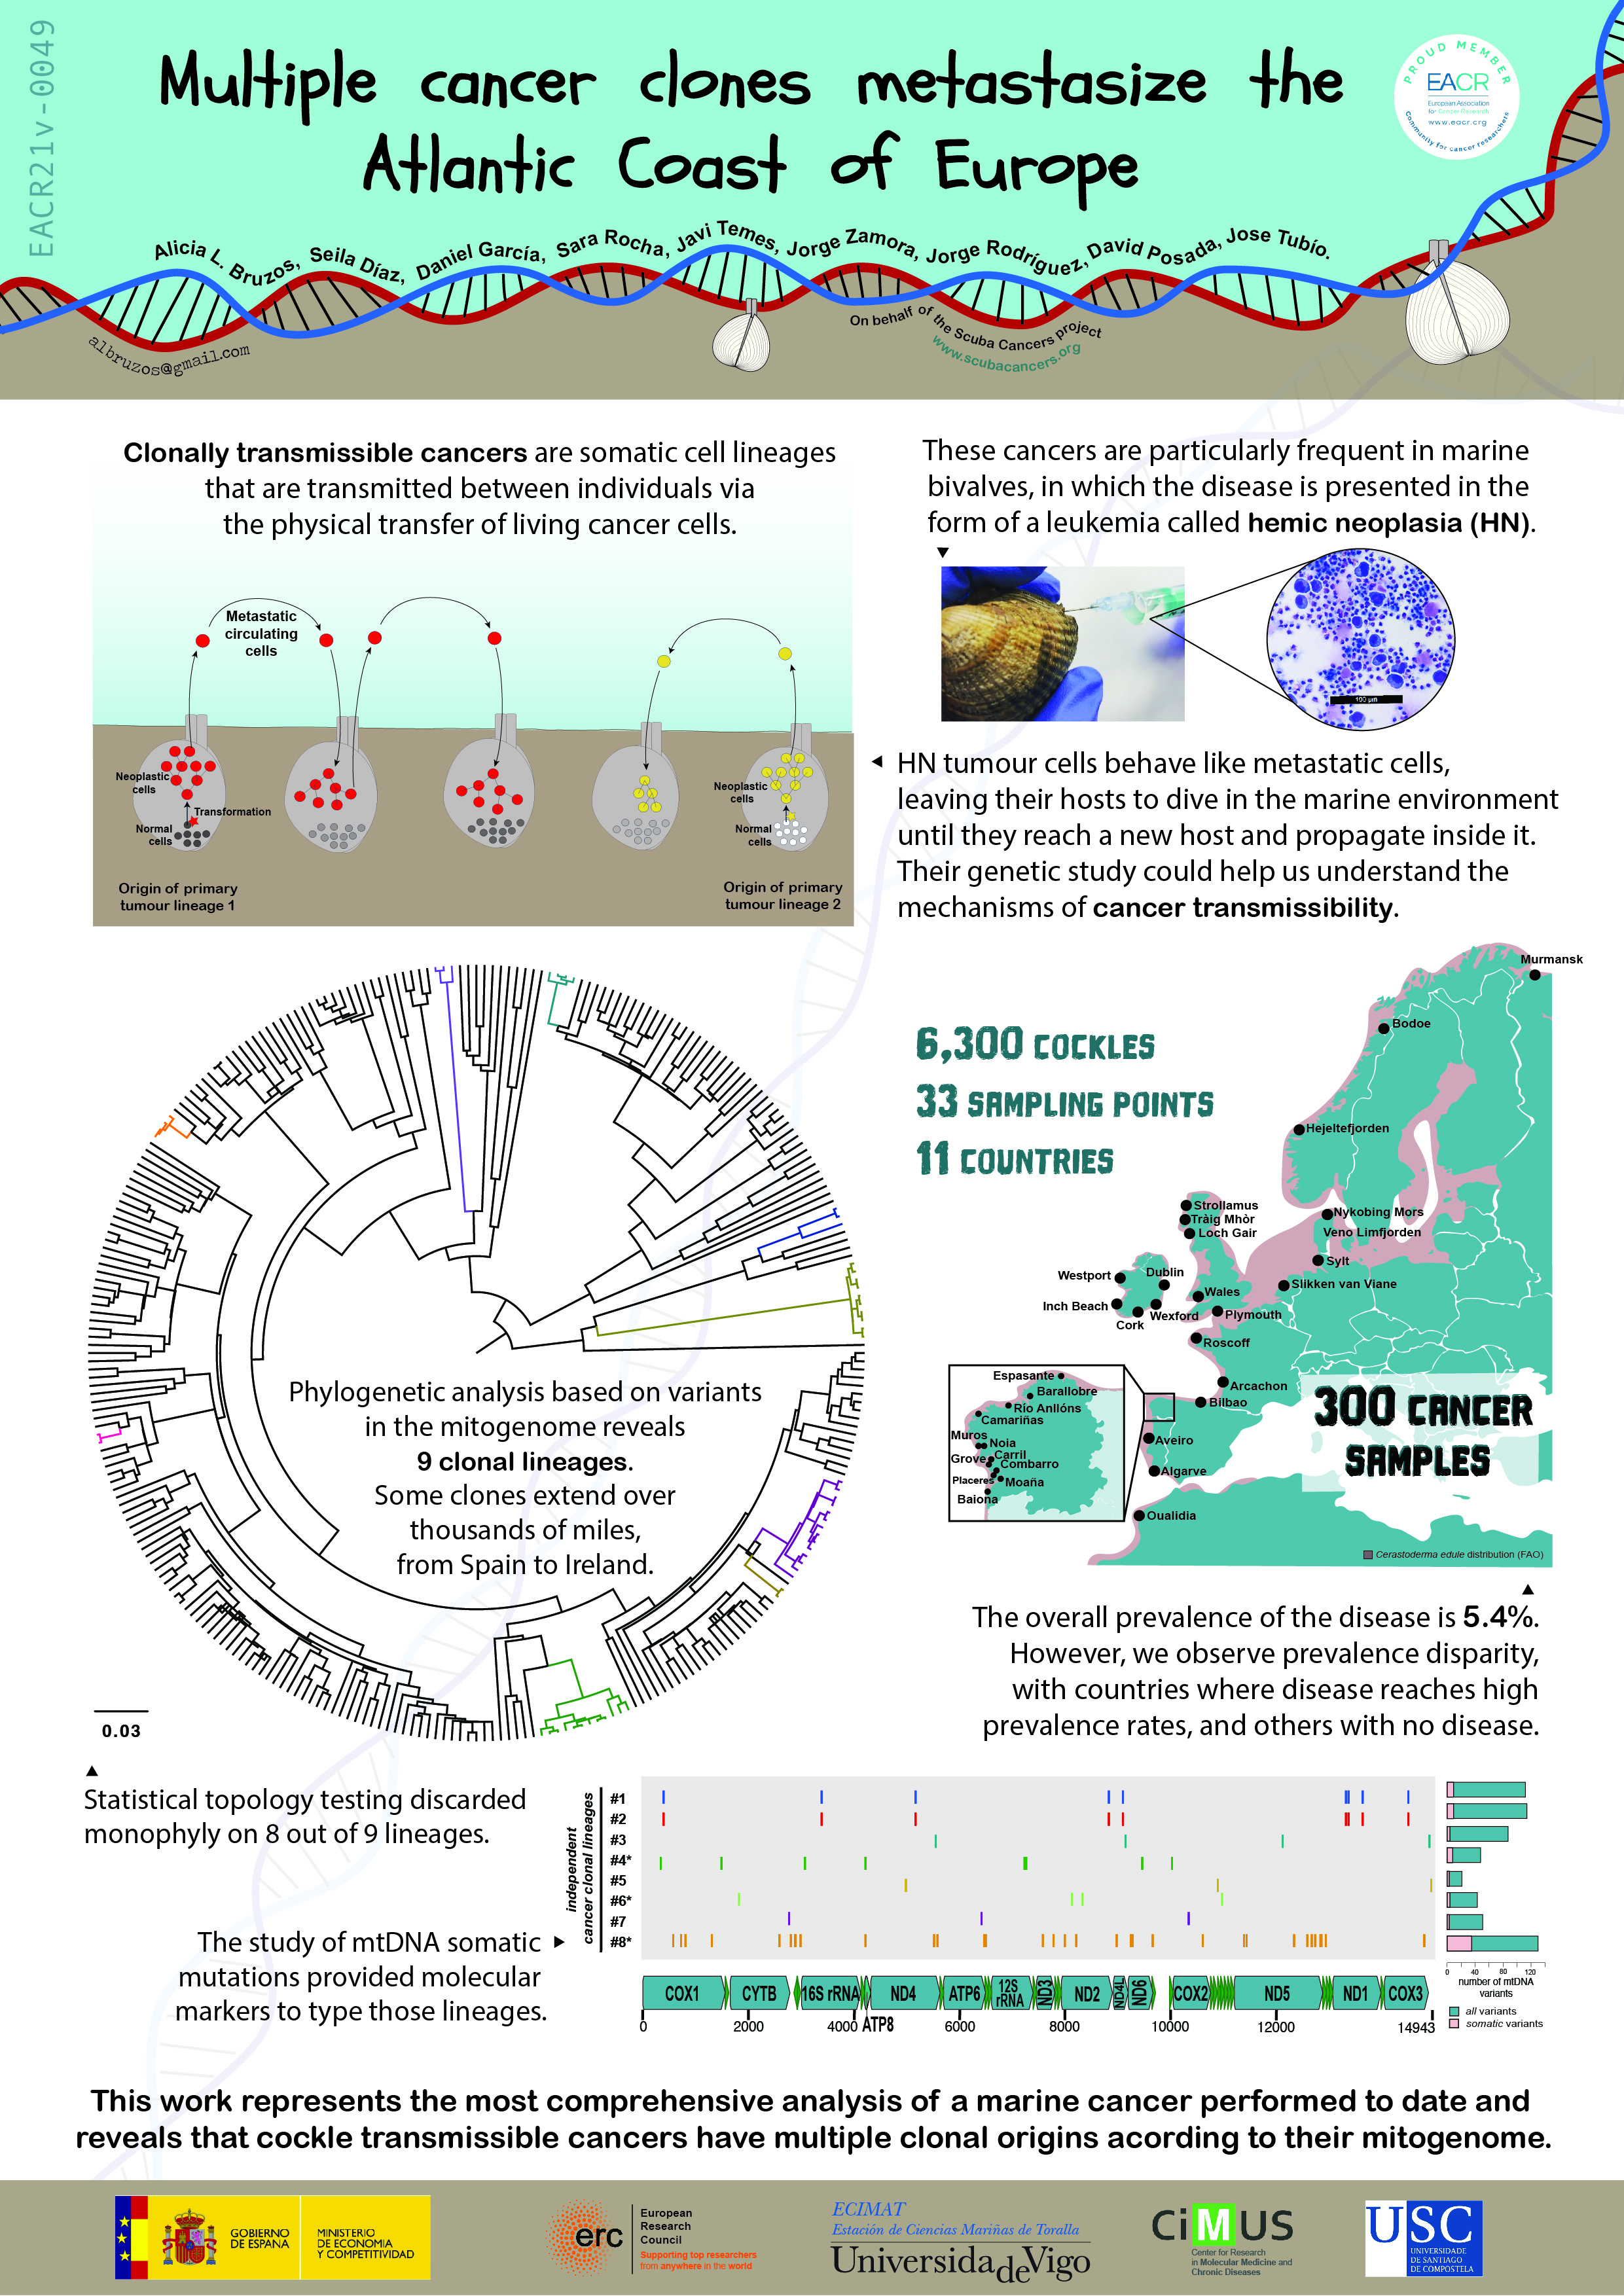 EACR21v-00049
Multiple cancer clones metastasize the
Atlantic Coast of Europe
PROUD MEMBER
EACR
European Association
for Cancer Research
www.eacr.org
Community for cancer researchers
Alicia L. Bruzos, Seila Díaz, Daniel García, Sara Rocha, Javi Temes, Jorge Zamora, Jorge Rodríguez, David Posada, Jose Tubío.
albruzos@gmail.com
On behalf of the Scuba Cancers project
www.scubacancers.org
Clonally transmissible cancers are somatic cell lineages
that are transmitted between individuals via
the physical transfer of living cancer cells.
Metastatic
circulating
cells
Neoplastic
cells
Transformation
Normal
cells
Neoplastic
cells
Normal
cells
Origin of primary
tumour lineage 1
Origin of primary
tumour lineage 2
These cancers are particularly frequent in marine
bivalves, in which the disease is presented in the
form of a leukemia called hemic neoplasia (HN).
100 µm
HN tumour cells behave like metastatic cells,
leaving their hosts to dive in the marine environment
until they reach a new host and propagate inside it.
Their genetic study could help us understand the
mechanisms of cancer transmissibility.
Phylogenetic analysis based on variants
in the mitogenome reveals
9 clonal lineages.
Some clones extend over
thousands of miles,
from Spain to Ireland.
0.03
6,300 COCKLES
33 SAMPLING POINTS
11 COUNTRIES
Murmansk
Bodoe
Hejeltefjorden
Strollamus
Tràig Mhòr
Loch Gair
Nykobing Mors
Veno Limfjorden
Sylt
Westport
Dublin
Slikken van Viane
Wales
Inch Beach
Wexford
Plymouth
Cork
Roscoff
Arcachon
Bilbao
Aveiro
Algarve
Oualidia
Espasante
Barallobre
Río Anllóns
Camariñas
Muros
Noia
Grove
Carril
Combarro
Placeres
Moaña
Baiona
300 CANCER
SAMPLES
Cerastoderma edule distribution (FAO)
The overall prevalence of the disease is 5.4%.
However, we observe prevalence disparity,
with countries where disease reaches high
prevalence rates, and others with no disease.
Statistical topology testing discarded
monophyly on 8 out of 9 lineages.
The study of mtDNA somatic
mutations provided molecular
markers to type those lineages.
independent
cancer clonal lineages
#1
#2
#3
#4*
#5
#6*
#7
#8*
COX1
CYTB
16S rRNA
ND4
ATP6
12S
rRNA
ND3
ND2
ND4L
ND6
COX2
ND5
ND1
COX3
0
2000
4000
ATP8
6000
8000
10000
12000
14943
0 40 80 120
number of mtDNA
variants
all variants
somatic variants
This work represents the most comprehensive analysis of a marine cancer performed to date and
reveals that cockle transmissible cancers have multiple clonal origins acording to their mitogenome.
GOBIERNO
DE ESPAÑA
MINISTERIO
DE ECONOMIA
Y COMPETITIVIDAD
erc
European
Research
Council
Supporting top researchers
from anywhere in the world
ECIMAT
Estación de Ciencias Mariñas de Toralla
UniversidadeVigo
CiMUS
Center for Research
in Molecular Medicine and
Chronic Diseases
USC
UNIVERSIDADE
DE SANTIAGO
DE COMPOSTELA